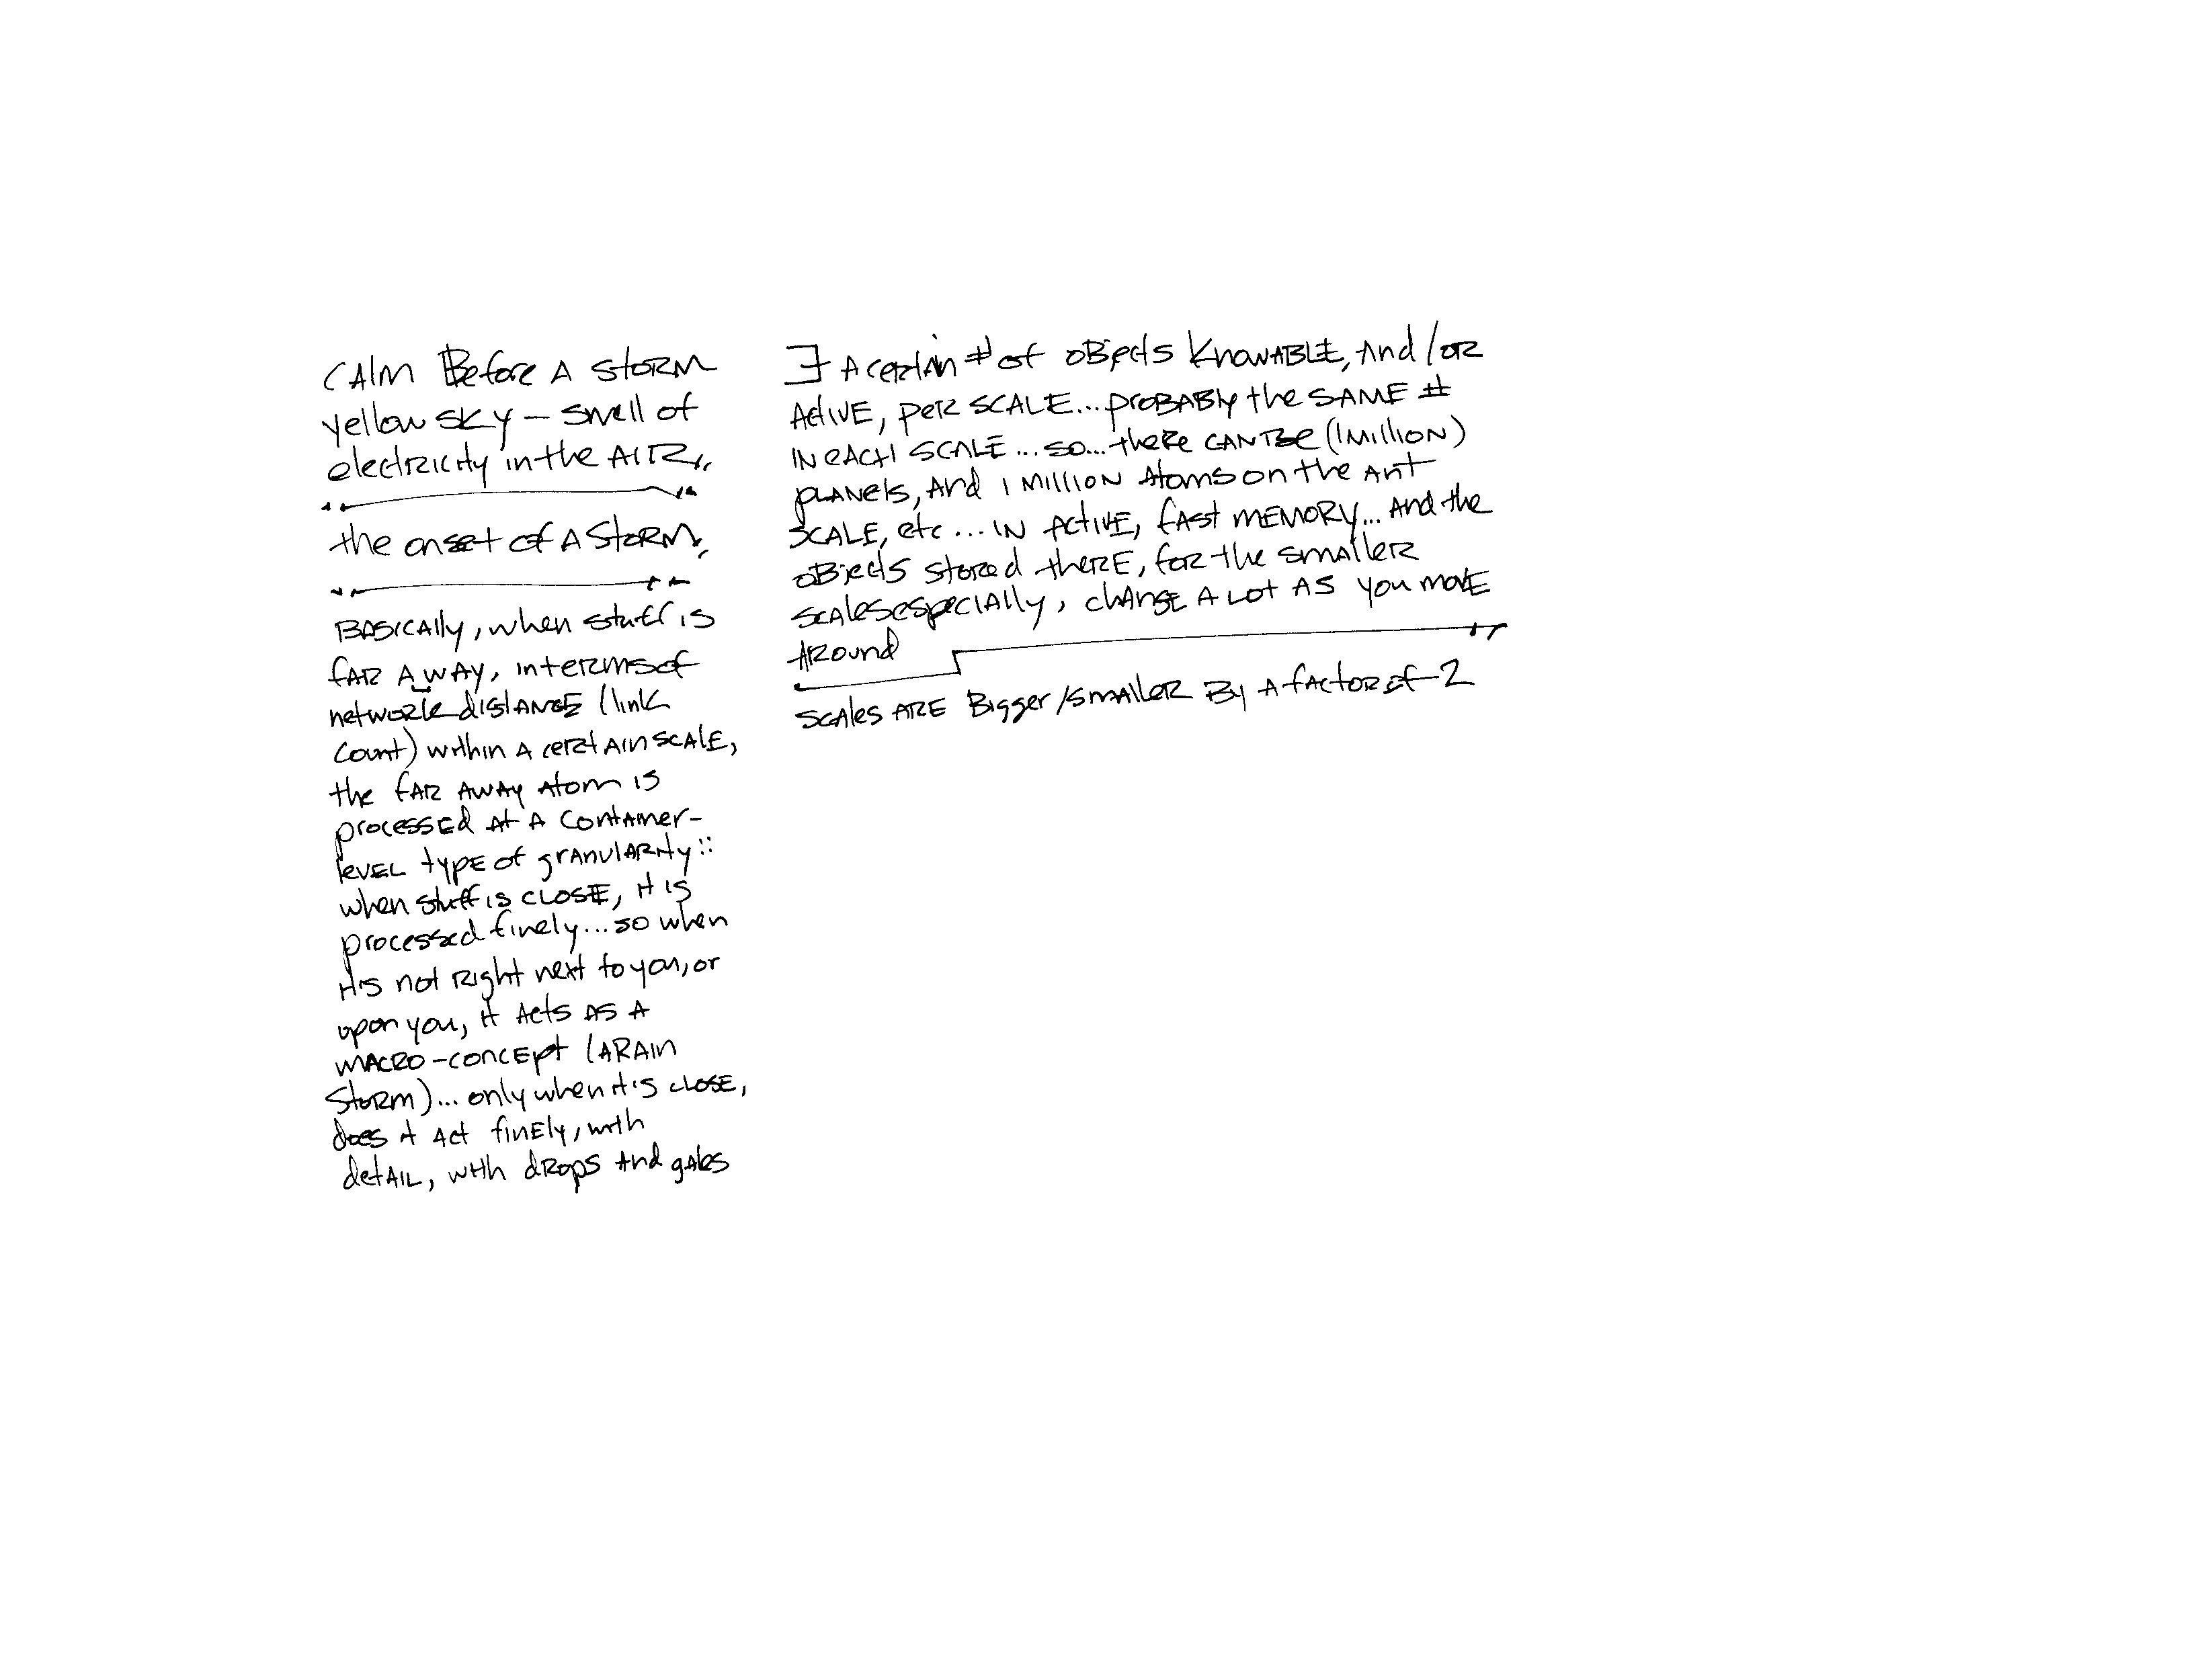 CALM Before A STORM
yellow SKY — smell of
electricity in the AIR,,
the onset of A STORM,
BASICALLY, when stuff is
fAR AWAY, in terms of
network distance (link
count) within A certAin scALE,
the fAR AWAY Atom is
processed At A container-
LEVEL type of grANulARity ::
when stuff is CLOSE, it is
processed finely... so when
it's not Right next to you, or
upon you, it Acts AS A
MACRO-concept (A RAIN
STORM)... only when it's CLOSE,
does it Act finely, with
detAIL, with dRops And gAles
∃ A certAin # of oBjects KnowABLE, And/or
ActiVE, per SCALE... proBABly the SAME #
IN eACH SCALE... so... there CAN Be (1 Million)
pLANets, And 1 MILLION Atoms on the Ant
SCALE, etc... IN ActiVE, fAst MEMORY... And the
oBjects stored there, for the smAller
scAles especiAlly, chANge A Lot AS you move
ARound
scAles ARE Bigger/smAller By A fActor of 2